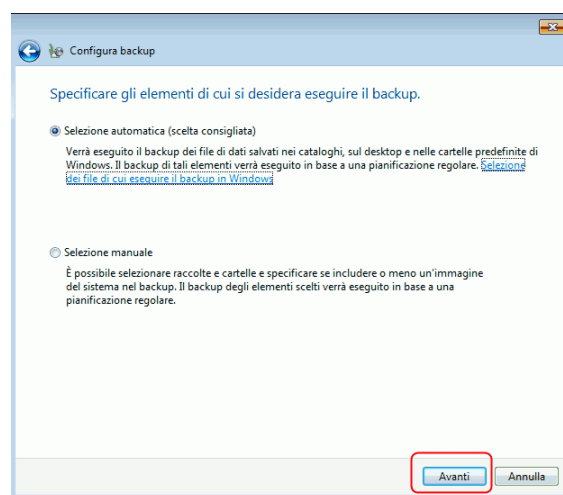 Configura backup
Specificare gli elementi di cui si desidera eseguire il backup.
Selezione automatica (scelta consigliata)
Verrà eseguito il backup dei file di dati salvati nei cataloghi, sul desktop e nelle cartelle predefinite di
Windows. Il backup di tali elementi verrà eseguito in base a una pianificazione regolare. Selezione
dei file di cui eseguire il backup in Windows
Selezione manuale
È possibile selezionare raccolte e cartelle e specificare se includere o meno un'immagine
del sistema nel backup. Il backup degli elementi scelti verrà eseguito in base a una
pianificazione regolare.
Avanti Annulla